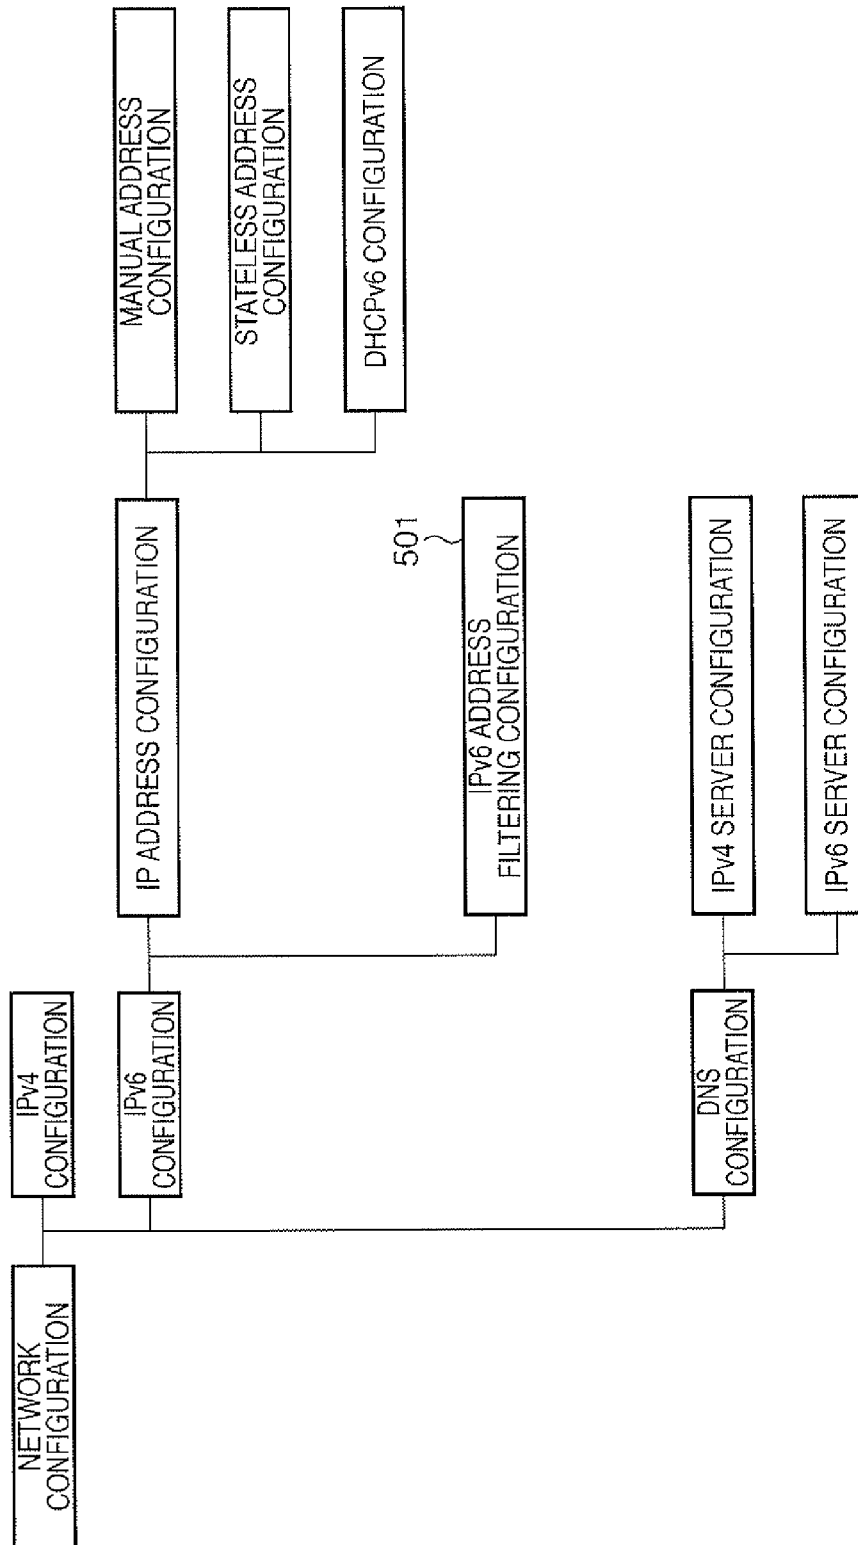 NETWORK
CONFIGURATION
IPv4
CONFIGURATION
IPv6
CONFIGURATION
IP ADDRESS CONFIGURATION
MANUAL ADDRESS
CONFIGURATION
STATELESS ADDRESS
CONFIGURATION
DHCPv6 CONFIGURATION
501
IPv6 ADDRESS
FILTERING CONFIGURATION
DNS
CONFIGURATION
IPv4 SERVER CONFIGURATION
IPv6 SERVER CONFIGURATION